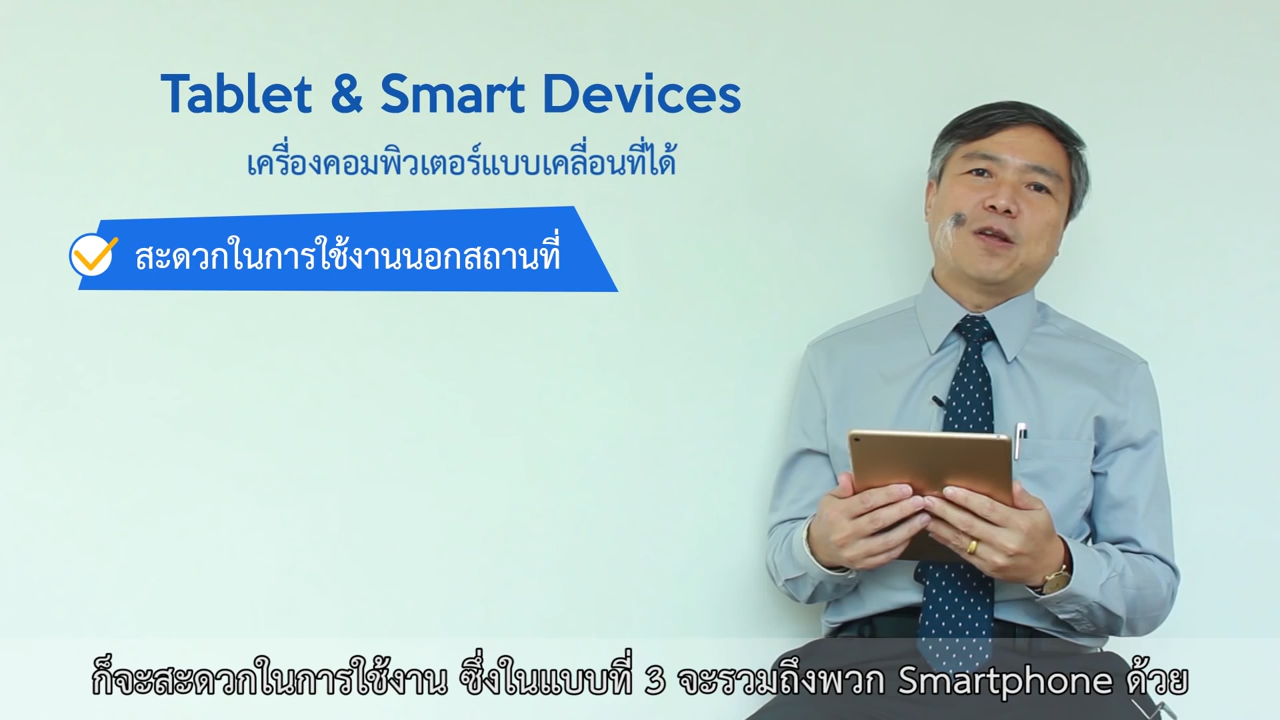 Tablet & Smart Devices
เครื่องคอมพิวเตอร์แบบเคลื่อนที่ได้
สะดวกในการใช้งานนอกสถานที่
ก็จะสะดวกในการใช้งาน ซึ่งในแบบที่ 3 จะรวมถึงพวก Smartphone ด้วย